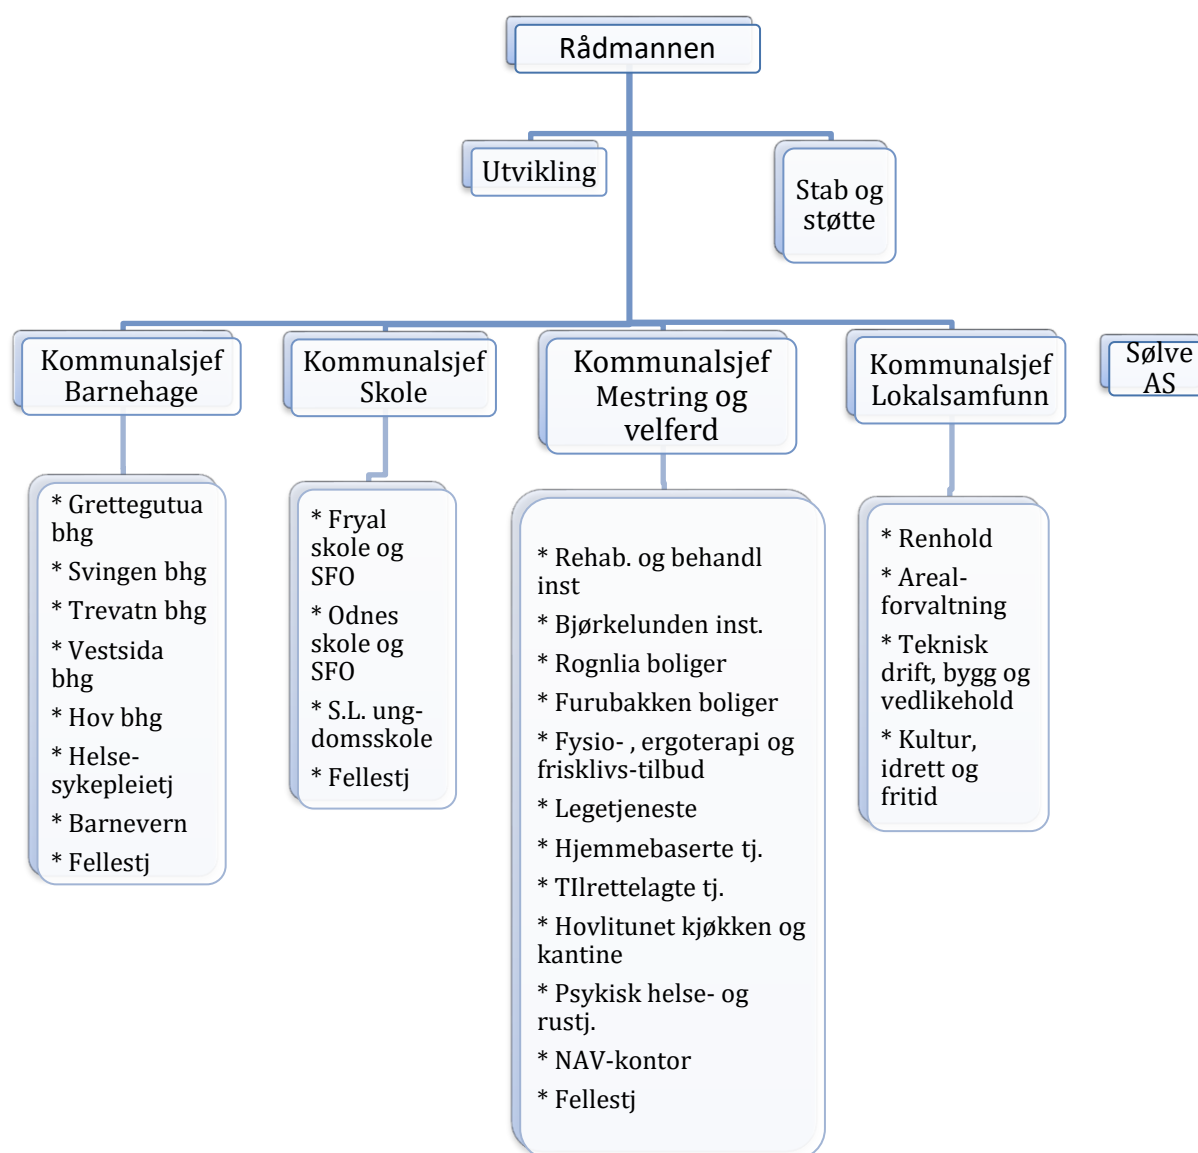 Rådmannen
Utvikling
Stab og
støtte
Kommunalsjef
Barnehage
Kommunalsjef
Skole
Kommunalsjef
Mestring og
velferd
Kommunalsjef
Lokalsamfunn
Sølve
AS
* Grettegutua
bhg
* Svingen bhg
* Trevatn bhg
* Vestsida
bhg
* Hov bhg
* Helse-
sykepleietj
* Barnevern
* Fellestj
* Fryal
skole og
SFO
* Odnes
skole og
SFO
* S.L. ung-
domsskole
* Fellestj
* Rehab. og behandl
inst
* Bjørkelunden inst.
* Rognlia boliger
* Furubakken boliger
* Fysio- , ergoterapi og
frisklivs-tilbud
* Legetjeneste
* Hjemmebaserte tj.
* TIlrettelagte tj.
* Hovlitunet kjøkken og
kantine
* Psykisk helse- og
rustj.
* NAV-kontor
* Fellestj
* Renhold
* Areal-
forvaltning
* Teknisk
drift, bygg og
vedlikehold
* Kultur,
idrett og
fritid